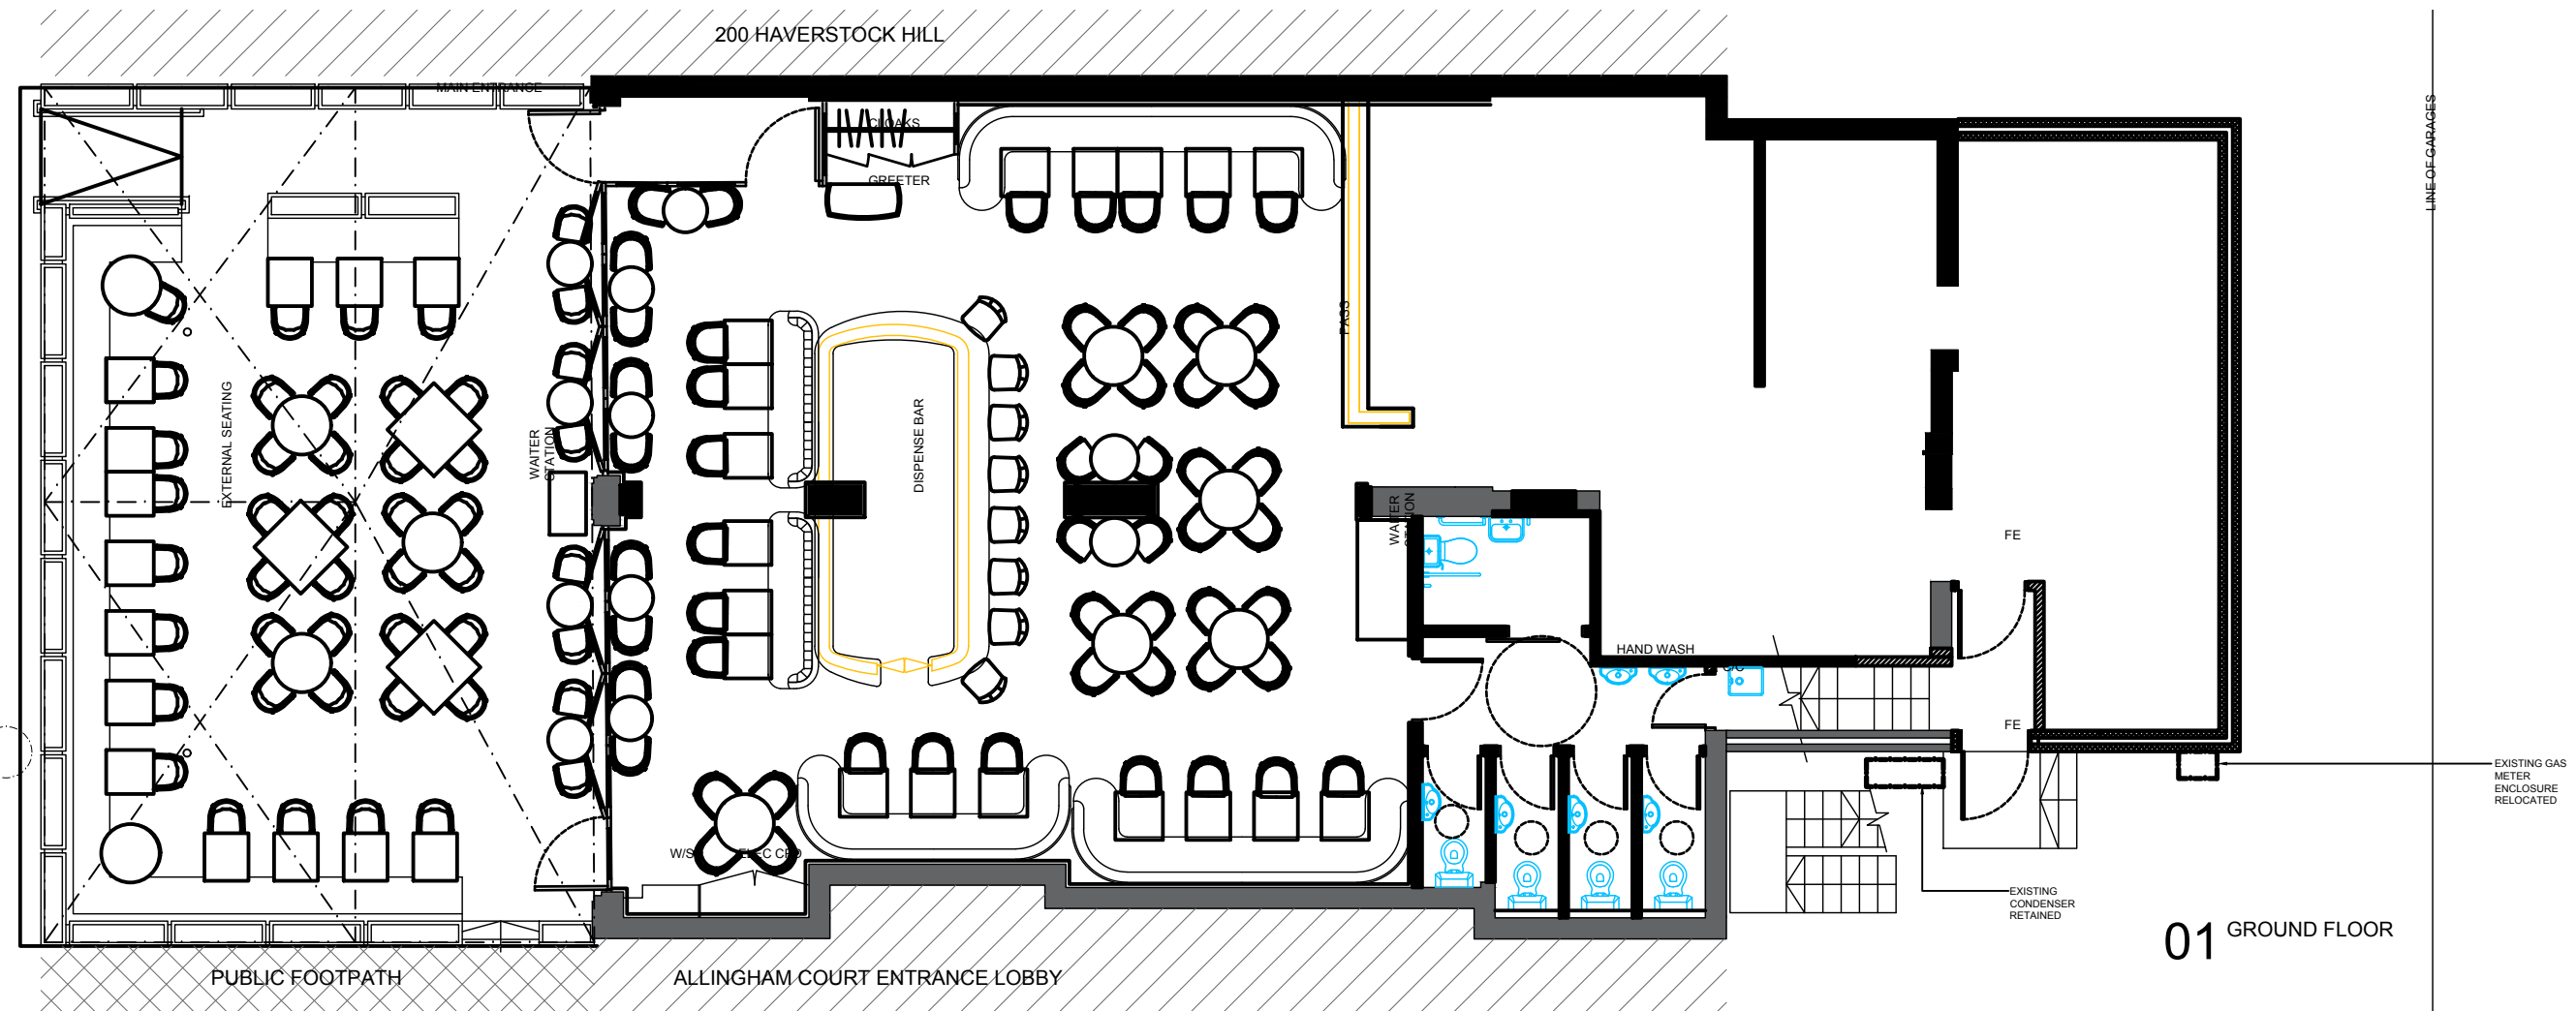 200 HAVERSTOCK HILL
MAIN ENTRANCE
CLOAKS
GREETER
LINE OF GARAGES
PASS
EXTERNAL SEATING
WAITER
STATION
DISPENSE BAR
WAITER
STATION
FE
HAND WASH
FE
EXISTING GAS
METER
ENCLOSURE
RELOCATED
W/S
ELEC CPD
EXISTING
CONDENSER
RETAINED
01 GROUND FLOOR
PUBLIC FOOTPATH
ALLINGHAM COURT ENTRANCE LOBBY